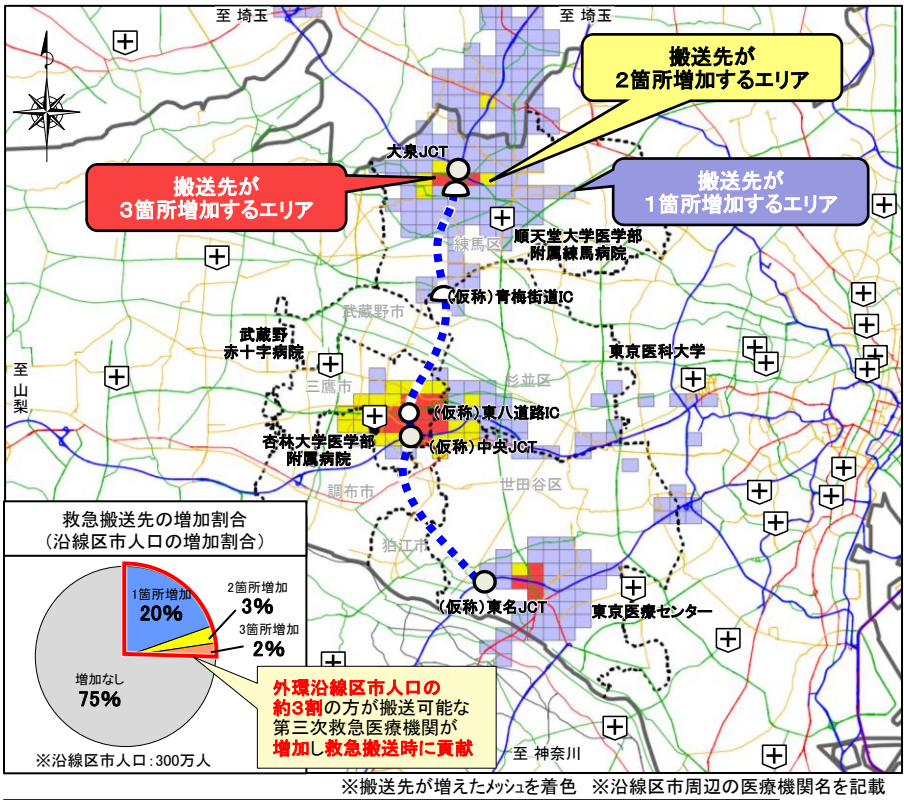 至 埼玉
至 埼玉
搬送先が
2箇所増加するエリア
大泉JCT
搬送先が
3箇所増加するエリア
搬送先が
1箇所増加するエリア
練馬区
順天堂大学医学部
附属練馬病院
(仮称)青梅街道IC
武蔵野市
武蔵野
赤十字病院
東京医科大学
至 山梨
三鷹市
杉並区
(仮称)東八道路IC
杏林大学医学部
附属病院
(仮称)中央JCT
調布市
世田谷区
狛江市
(仮称)東名JCT
東京医療センター
救急搬送先の増加割合
(沿線区市人口の増加割合)
1箇所増加
20%
2箇所増加
3%
3箇所増加
2%
増加なし
75%
※沿線区市人口:300万人
外環沿線区市人口の
約3割の方が搬送可能な
第三次救急医療機関が
増加し救急搬送時に貢献
至 神奈川
※搬送先が増えたメッシュを着色 ※沿線区市周辺の医療機関名を記載